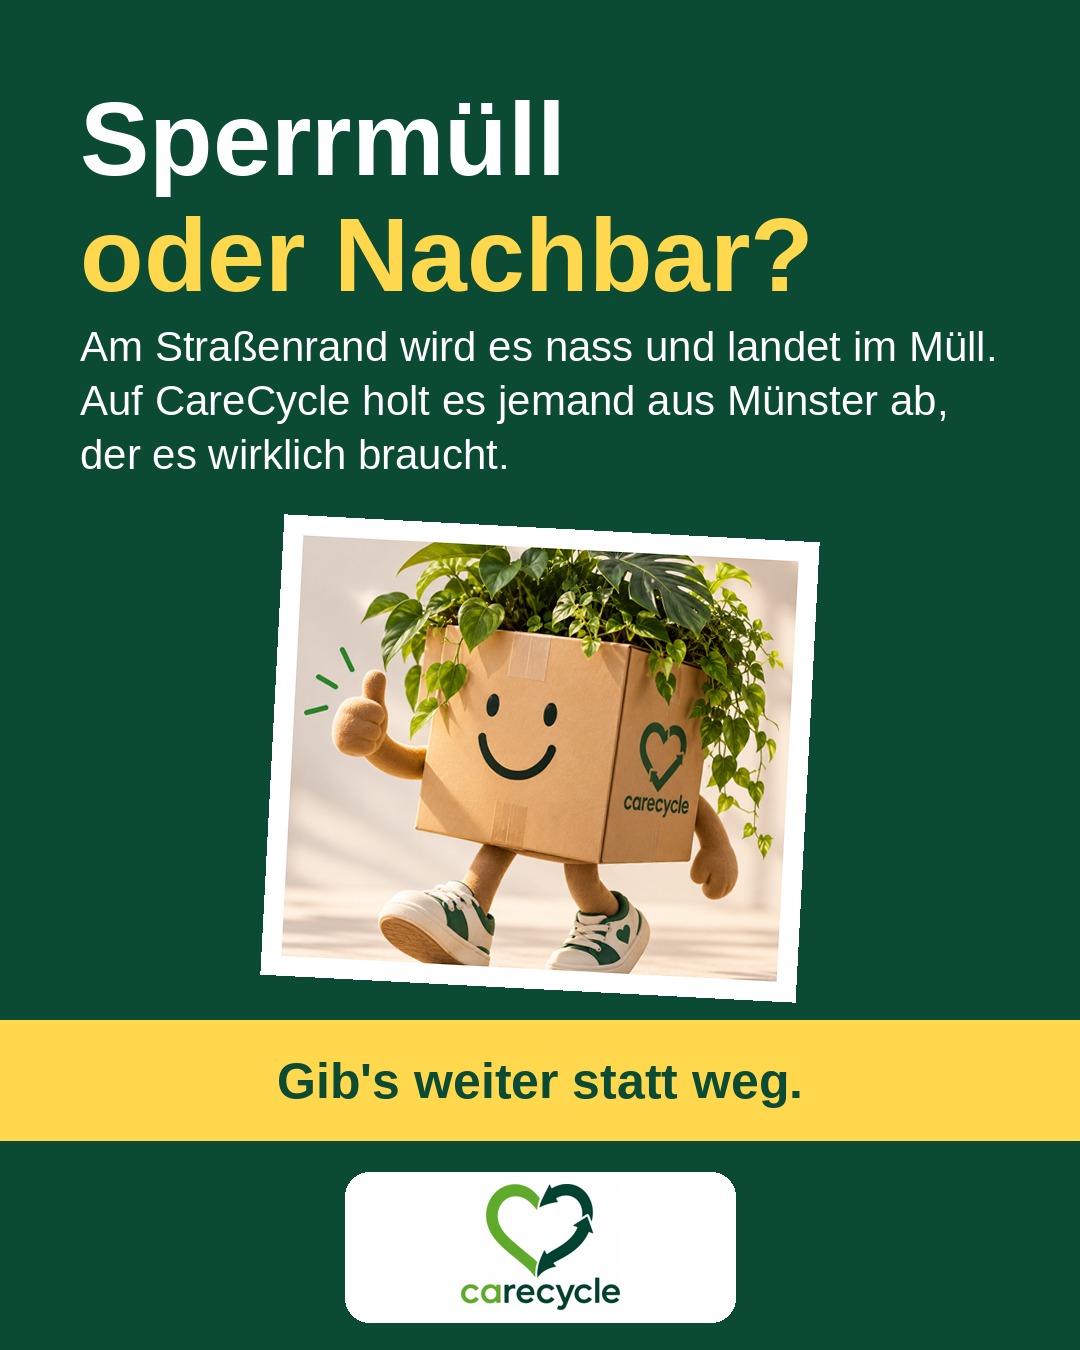 Sperrmüll
oder Nachbar?
Am Straßenrand wird es nass und landet im Müll.
Auf CareCycle holt es jemand aus Münster ab,
der es wirklich braucht.
carecycle
Gib's weiter statt weg.
carecycle